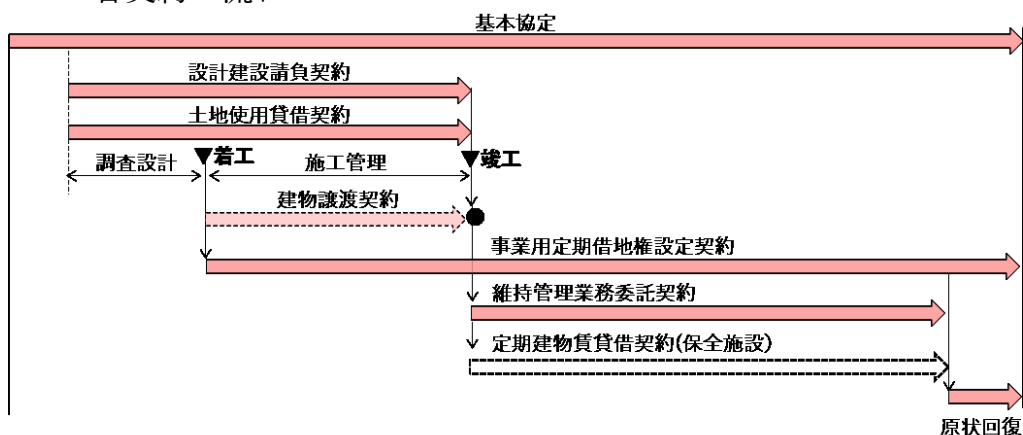 基本協定
設計建設請負契約
土地使用貸借契約
調査設計
▼着工
施工管理
▼竣工
建物譲渡契約
事業用定期借地権設定契約
維持管理業務委託契約
定期建物賃貸借契約(保全施設)
原状回復